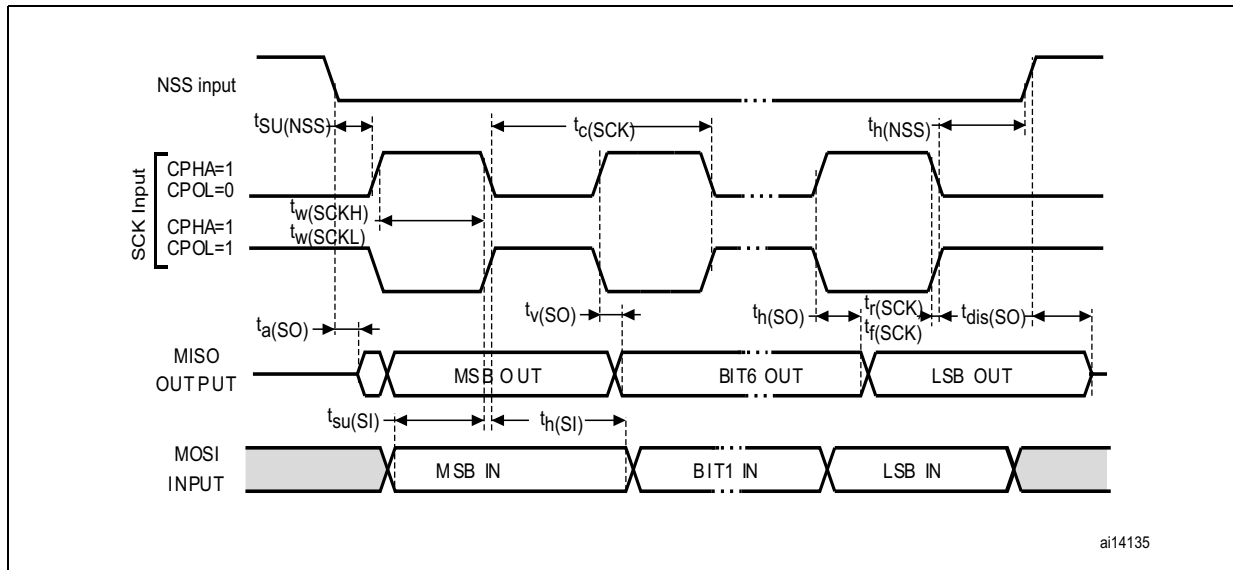 NSS input
tSU(NSS)
tc(SCK)
th(NSS)
SCK Input
CPHA=1
CPOL=0
tw(SCKH)
tw(SCKL)
CPHA=1
CPOL=1
ta(SO)
tv(SO)
th(SO)
tr(SCK)
tf(SCK)
tdis(SO)
MISO
OUTPUT
MSB OUT
BIT6 OUT
LSB OUT
tsu(SI)
th(SI)
MOSI
INPUT
MSB IN
BIT1 IN
LSB IN
ai14135